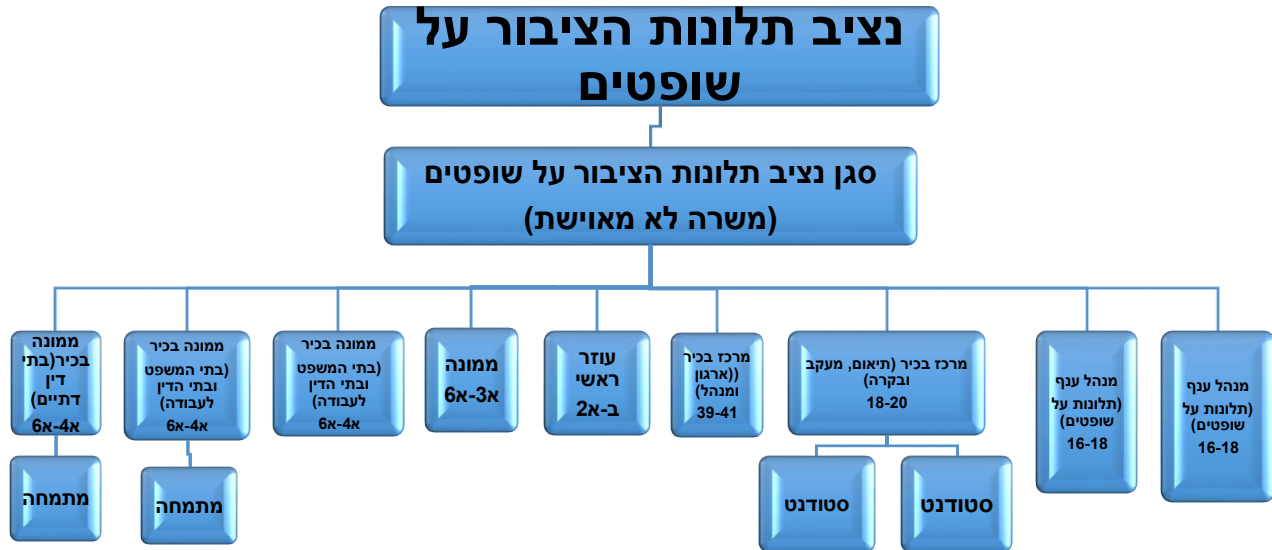 נציב תלונות הציבור על
שופטים
סגן נציב תלונות הציבור על שופטים
(משרה לא מאוישת)
מנהל ענף
(תלונות על
שופטים)
16-18
מנהל ענף
(תלונות על
שופטים)
16-18
מרכז בכיר (תיאום, מעקב
ובקרה)
18-20
מרכז בכיר
((ארגון
ומנהל)
39-41
עוזר
ראשי
ב-א2
ממונה
א3-א6
ממונה בכיר
(בתי המשפט
ובתי הדין
לעבודה)
א4-א6
ממונה בכיר
(בתי המשפט
ובתי הדין
לעבודה)
א4-א6
ממונה
בכיר(בתי
דין
דתיים)
א4-א6
סטודנט
סטודנט
מתמחה
מתמחה